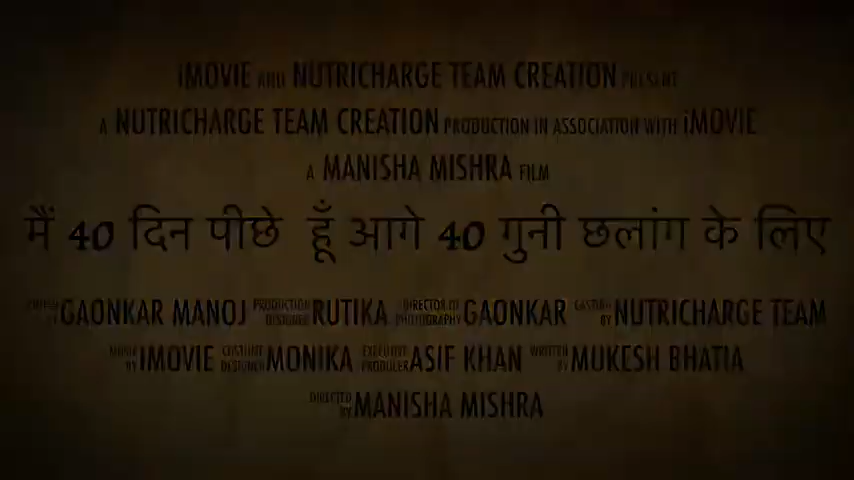 iMOVIE AND NUTRICHARGE TEAM CREATION PRESENT
A NUTRICHARGE TEAM CREATION PRODUCTION IN ASSOCIATION WITH iMOVIE
A MANISHA MISHRA FILM
मैं 40 दिन पीछे हूँ आगे 40 गुनी छलांग के लिए
BY GAONKAR MANOJ PRODUCTION DESIGNER RUTIKA DIRECTOR OF PHOTOGRAPHY GAONKAR CASTING BY NUTRICHARGE TEAM
MUSIC BY IMOVIE COSTUME DESIGNER MONIKA EXECUTIVE PRODUCER ASIF KHAN WRITTEN BY MUKESH BHATIA
DIRECTED BY MANISHA MISHRA